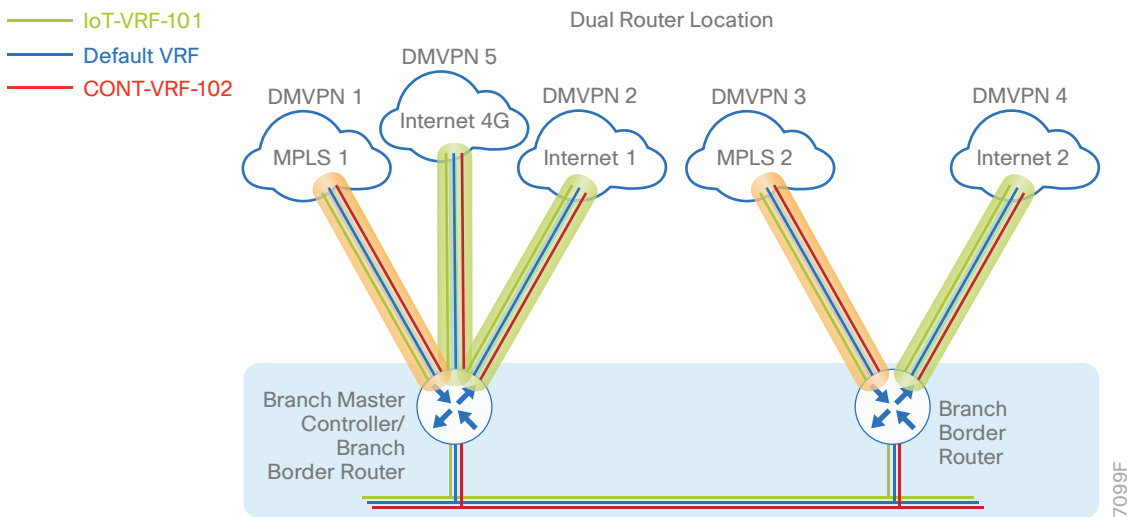 IoT-VRF-101
Default VRF
CONT-VRF-102
Dual Router Location
DMVPN 1
MPLS 1
DMVPN 5
Internet 4G
DMVPN 2
Internet 1
DMVPN 3
MPLS 2
DMVPN 4
Internet 2
Branch Master
Controller/
Branch
Border Router
Branch
Border
Router
7099F